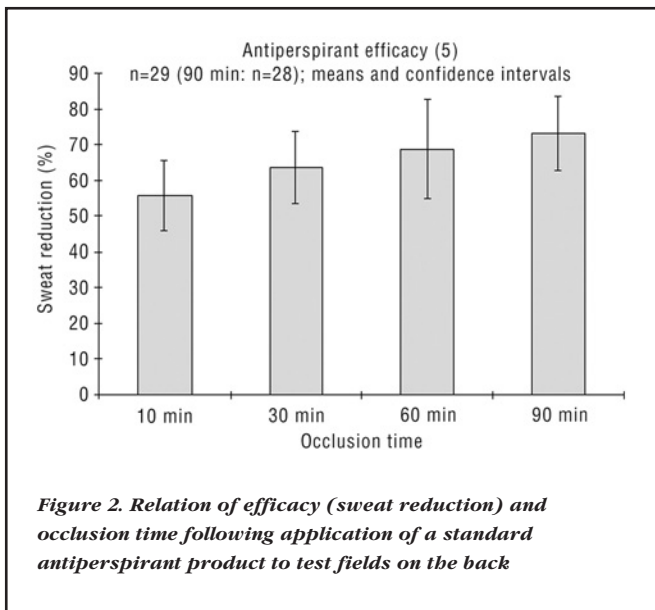 Antiperspirant efficacy (5)
n=29 (90 min: n=28); means and confidence intervals
Sweat reduction (%)
90
80
70
60
50
40
30
20
10
0
10 min 30 min 60 min 90 min
Occlusion time
Figure 2. Relation of efficacy (sweat reduction) and
occlusion time following application of a standard
antiperspirant product to test fields on the back